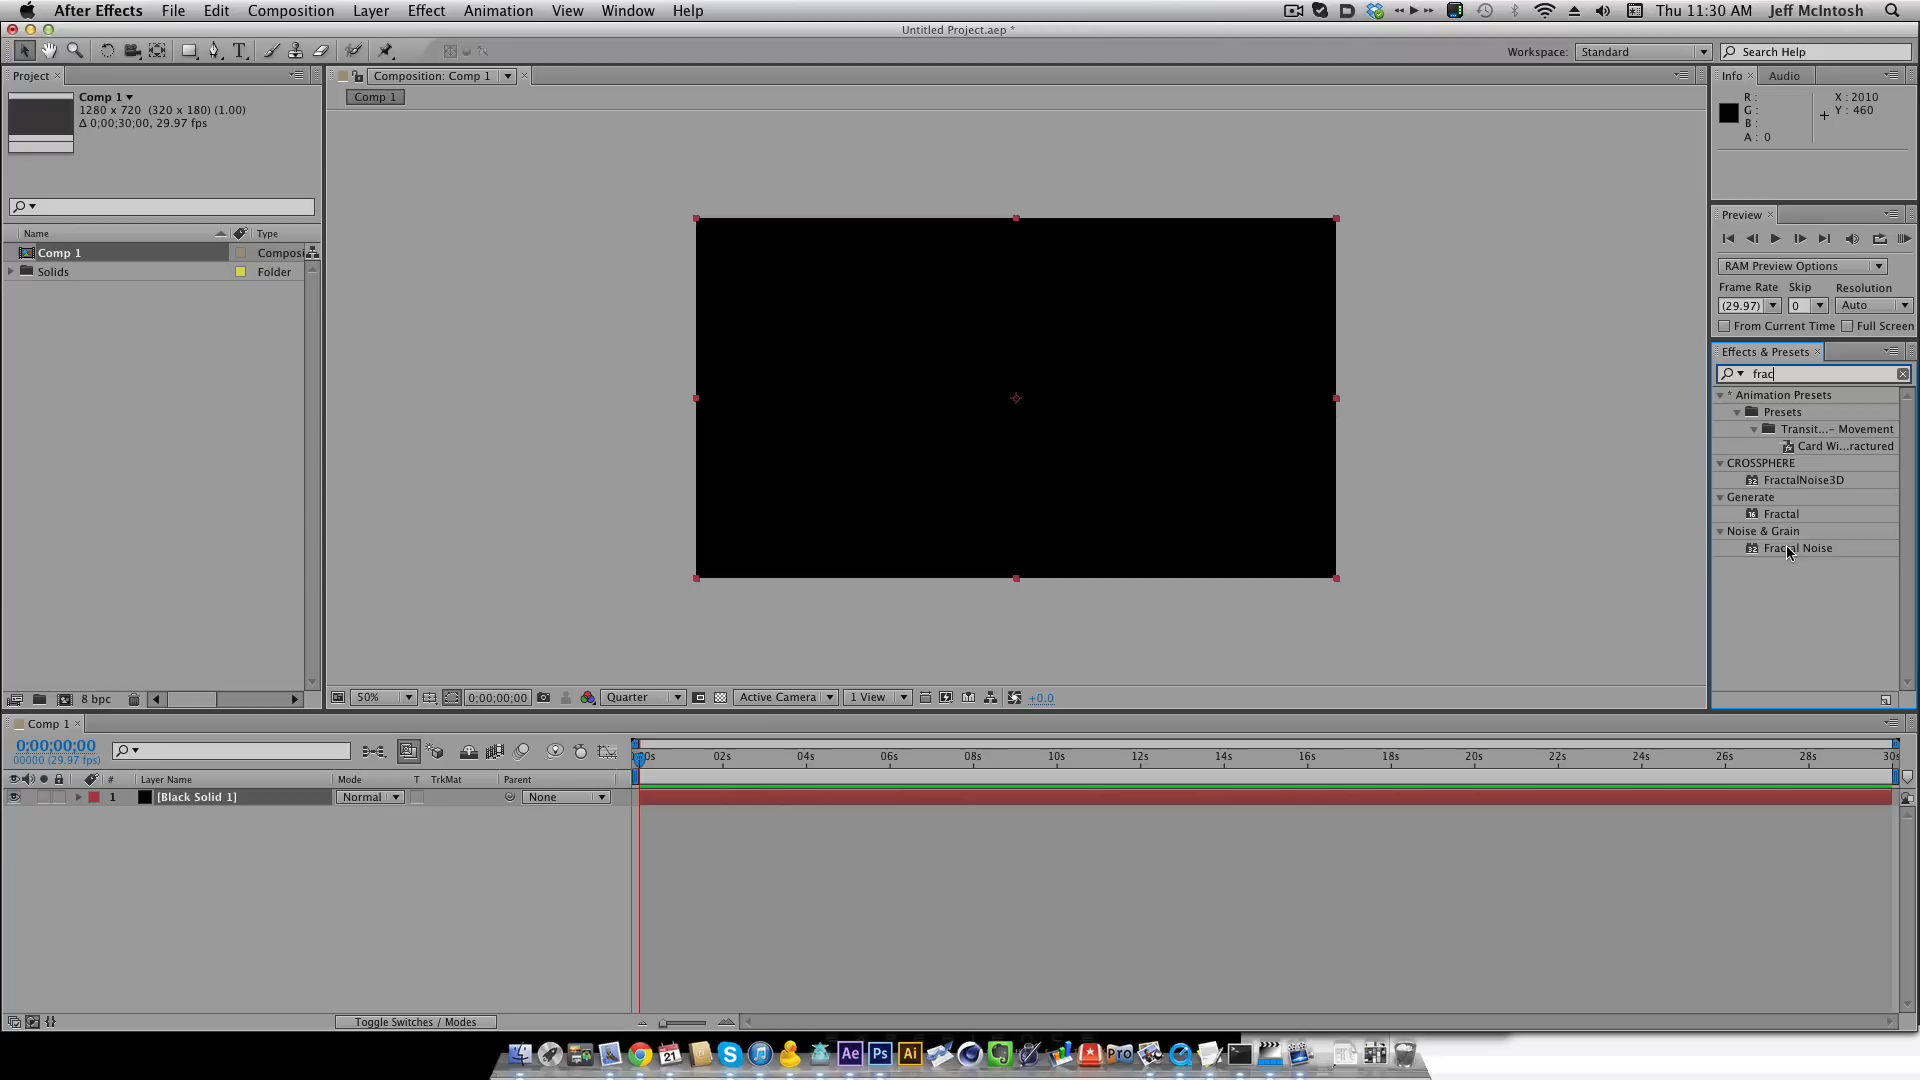 After Effects File Edit Composition Layer Effect Animation View Window Help Thu 11:30 AM Jeff McIntosh
Untitled Project.aep *
Workspace: Standard Search Help
Project
Comp 1
1280 x 720 (320 x 180) (1.00)
Δ 0;00;30;00, 29.97 fps
Name Type
Comp 1 Composi
Solids Folder
8 bpc
Composition: Comp 1
Comp 1
50% 0;00;00;00 Quarter Active Camera 1 View +0.0
Info Audio
R :
G :
B :
A : 0
X : 2010
Y : 460
Preview
RAM Preview Options
Frame Rate Skip Resolution
(29.97) 0 Auto
From Current Time Full Screen
Effects & Presets
frac
* Animation Presets
Presets
Transit...- Movement
Card Wi...ractured
CROSSPHERE
FractalNoise3D
Generate
Fractal
Noise & Grain
Fractal Noise
Comp 1
0;00;00;00
00000 (29.97 fps)
# Layer Name Mode T TrkMat Parent
1 [Black Solid 1] Normal None
02s 04s 06s 08s 10s 12s 14s 16s 18s 20s 22s 24s 26s 28s 30s
Toggle Switches / Modes
21 Ae Ps Ai Pro